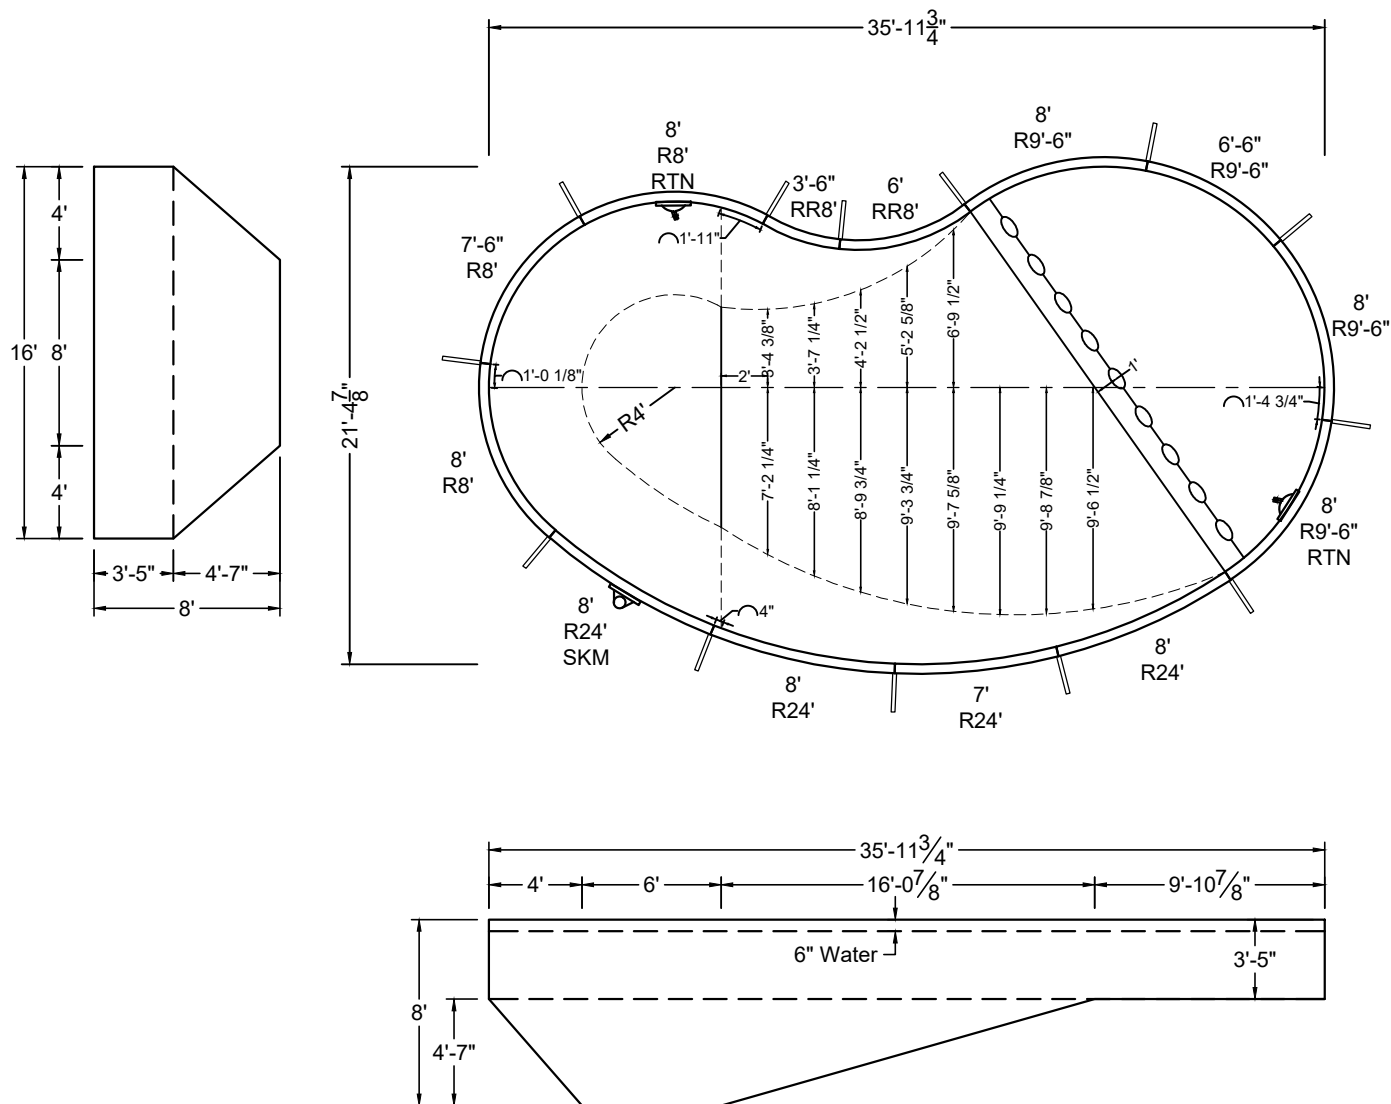 35'-11 3/4"
8'
R8'
RTN
3'-6"
RR8'
6'
RR8'
8'
R9'-6"
6'-6"
R9'-6"
7'-6"
R8'
1'-11"
16'
4'
8'
4'
3'-5"
4'-7"
8'
21'-4 7/8"
1'-0 1/8"
2'
3'-4 3/8"
3'-7 1/4"
4'-2 1/2"
5'-2 5/8"
6'-9 1/2"
1'
8'
R9'-6"
1'-4 3/4"
R4'
7'-2 1/4"
8'-1 1/4"
8'-9 3/4"
9'-3 3/4"
9'-7 5/8"
9'-9 1/4"
9'-8 7/8"
9'-6 1/2"
8'
R8'
8'
R9'-6"
RTN
8'
R24'
SKM
4"
8'
R24'
7'
R24'
8'
R24'
35'-11 3/4"
4'
6'
16'-0 7/8"
9'-10 7/8"
6" Water
3'-5"
8'
4'-7"